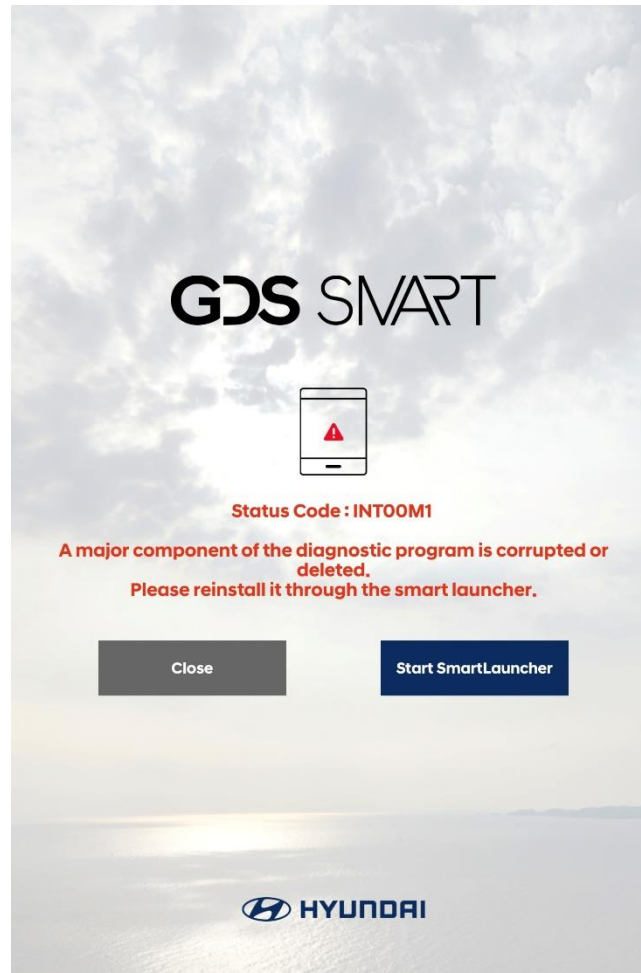 GDS SMART
Status Code : INT00M1
A major component of the diagnostic program is corrupted or
deleted.
Please reinstall it through the smart launcher.
Close
Start SmartLauncher
HYUNDAI